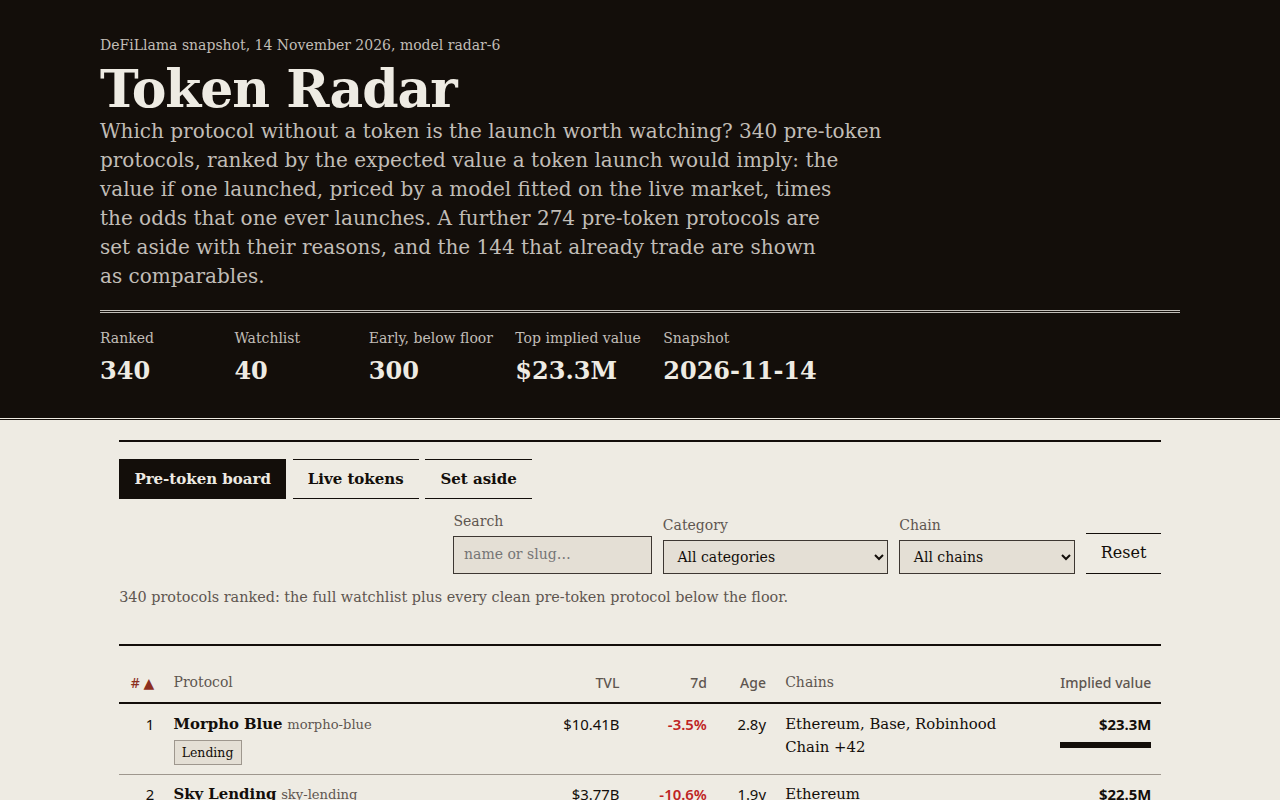 DeFiLlama snapshot, 14 November 2026, model radar-6
Token Radar
Which protocol without a token is the launch worth watching? 340 pre-token
protocols, ranked by the expected value a token launch would imply: the
value if one launched, priced by a model fitted on the live market, times
the odds that one ever launches. A further 274 pre-token protocols are
set aside with their reasons, and the 144 that already trade are shown
as comparables.
Ranked Watchlist Early, below floor Top implied value Snapshot
340 40 300 $23.3M 2026-11-14
Pre-token board Live tokens Set aside
Search Category Chain
name or slug... All categories All chains Reset
340 protocols ranked: the full watchlist plus every clean pre-token protocol below the floor.
# ▲ Protocol TVL 7d Age Chains Implied value
1 Morpho Blue morpho-blue $10.41B -3.5% 2.8y Ethereum, Base, Robinhood $23.3M
Lending Chain +42
2 Sky Lending sky-lending $3.77B -10.6% 1.9y Ethereum $22.5M